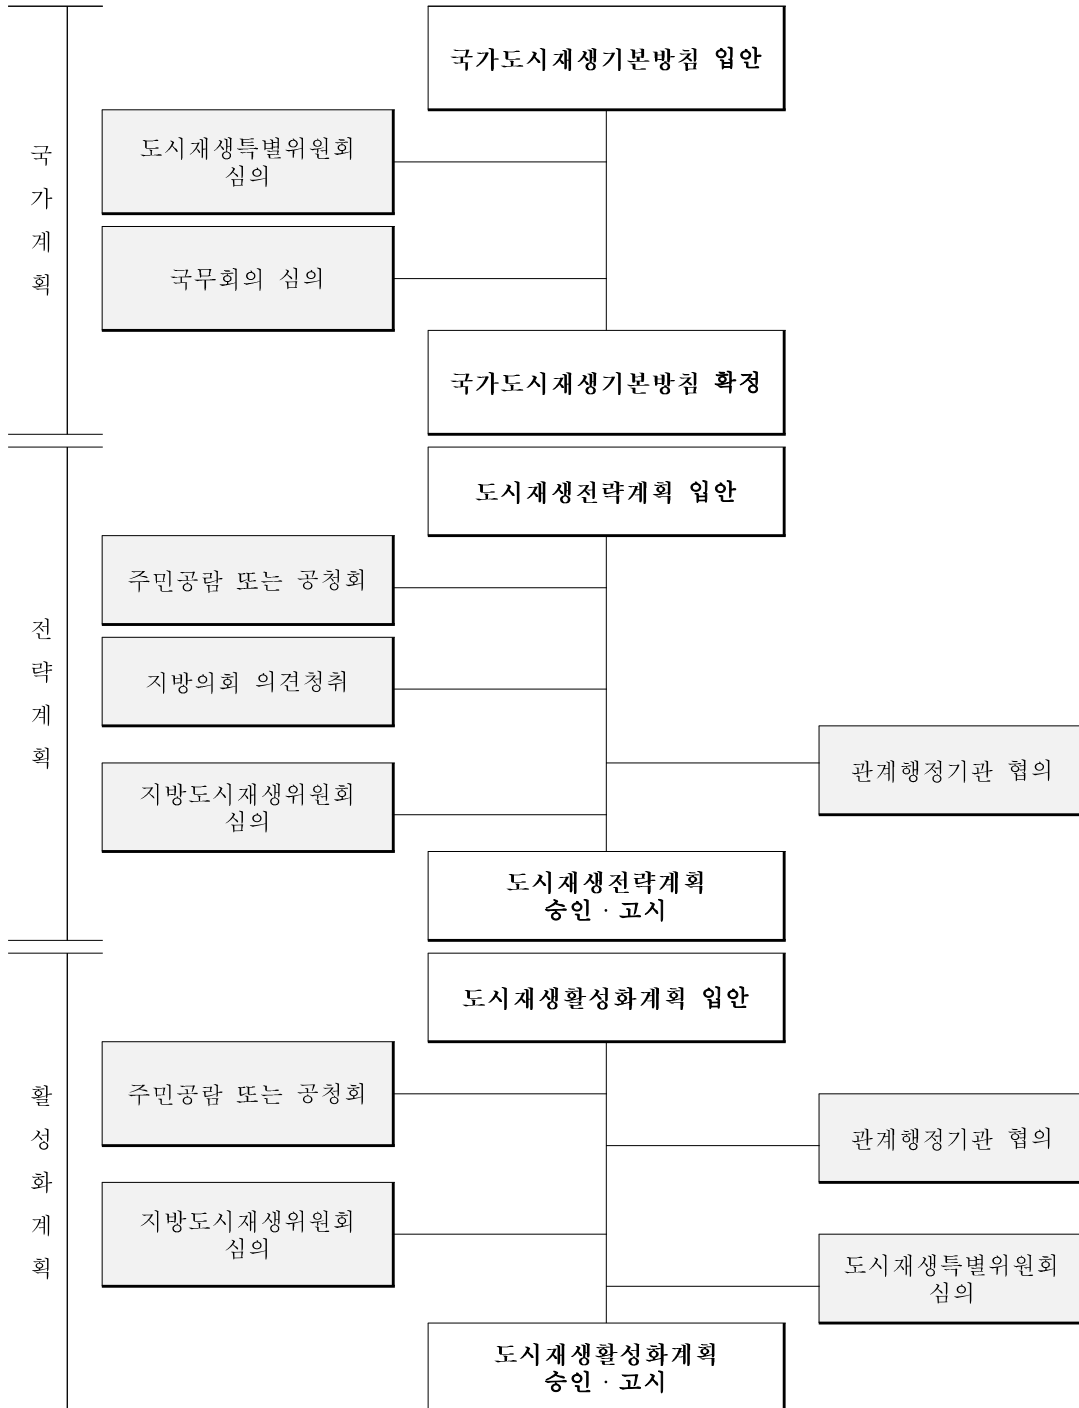 국가계획
국가도시재생기본방침 입안
도시재생특별위원회
심의
국무회의 심의
국가도시재생기본방침 확정
전략계획
도시재생전략계획 입안
주민공람 또는 공청회
지방의회 의견청취
관계행정기관 협의
지방도시재생위원회
심의
도시재생전략계획
승인 · 고시
활성화계획
도시재생활성화계획 입안
주민공람 또는 공청회
관계행정기관 협의
지방도시재생위원회
심의
도시재생특별위원회
심의
도시재생활성화계획
승인 · 고시